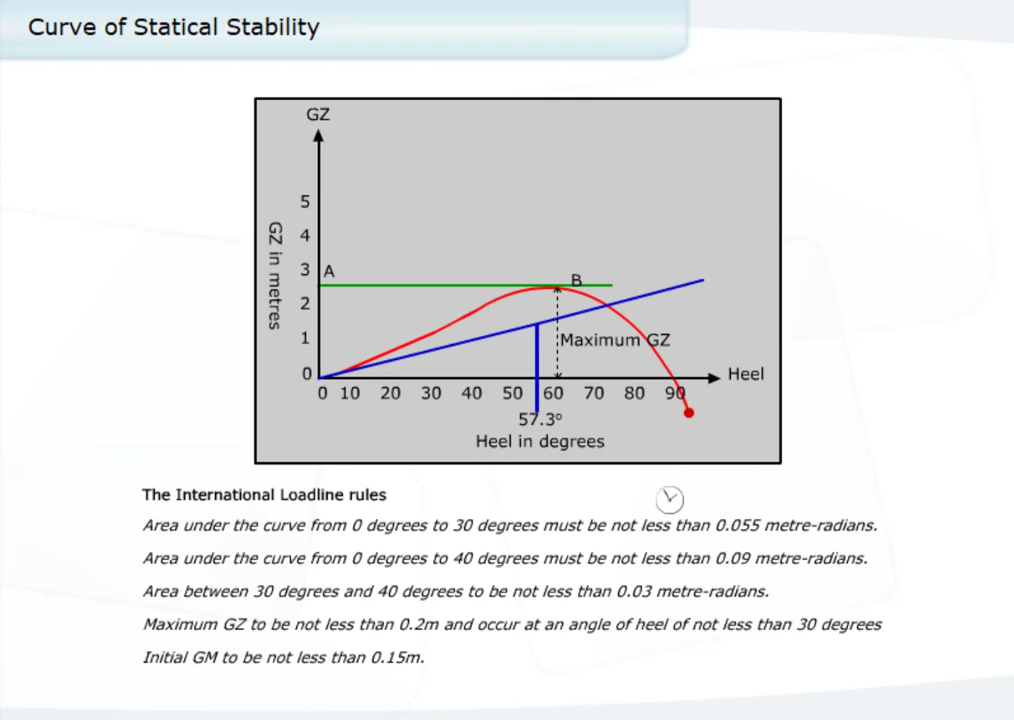 Curve of Statical Stability
GZ
5
4
3
2
1
0
GZ in metres
A
B
Maximum GZ
Heel
0 10 20 30 40 50 60 70 80 90
57.3º
Heel in degrees
The International Loadline rules
Area under the curve from 0 degrees to 30 degrees must be not less than 0.055 metre-radians.
Area under the curve from 0 degrees to 40 degrees must be not less than 0.09 metre-radians.
Area between 30 degrees and 40 degrees to be not less than 0.03 metre-radians.
Maximum GZ to be not less than 0.2m and occur at an angle of heel of not less than 30 degrees
Initial GM to be not less than 0.15m.